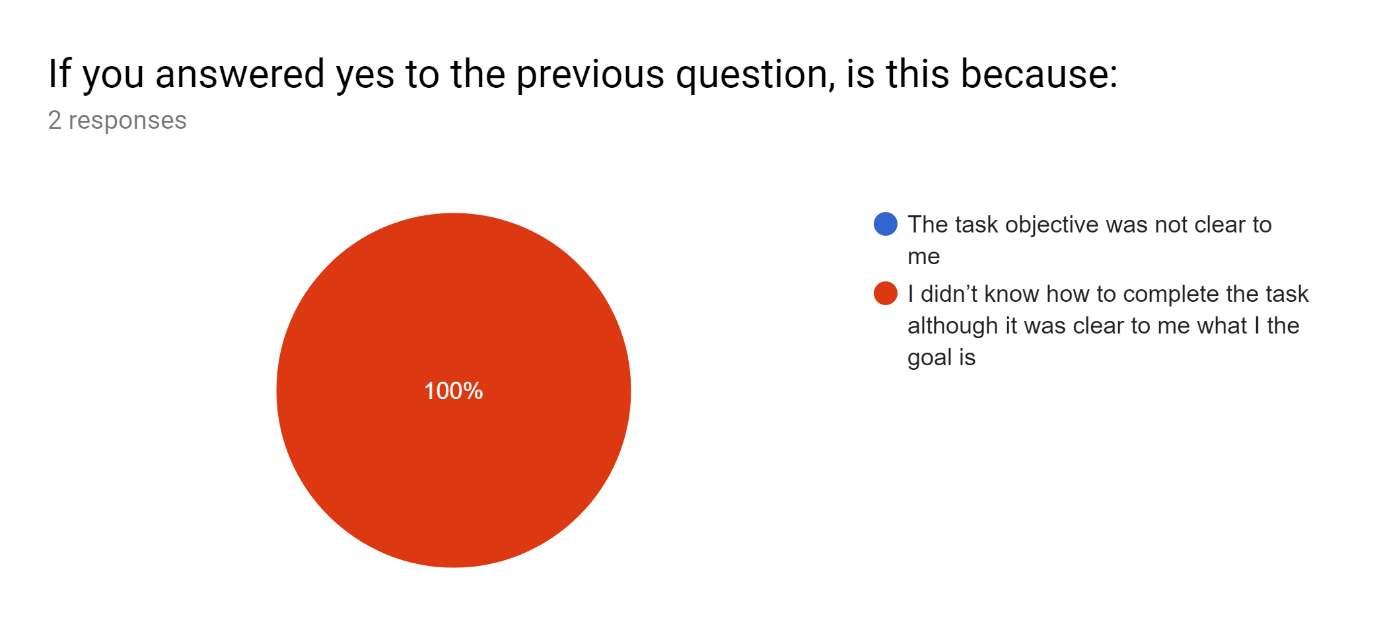 If you answered yes to the previous question, is this because:
2 responses
100%
The task objective was not clear to
me
I didn’t know how to complete the task
although it was clear to me what I the
goal is